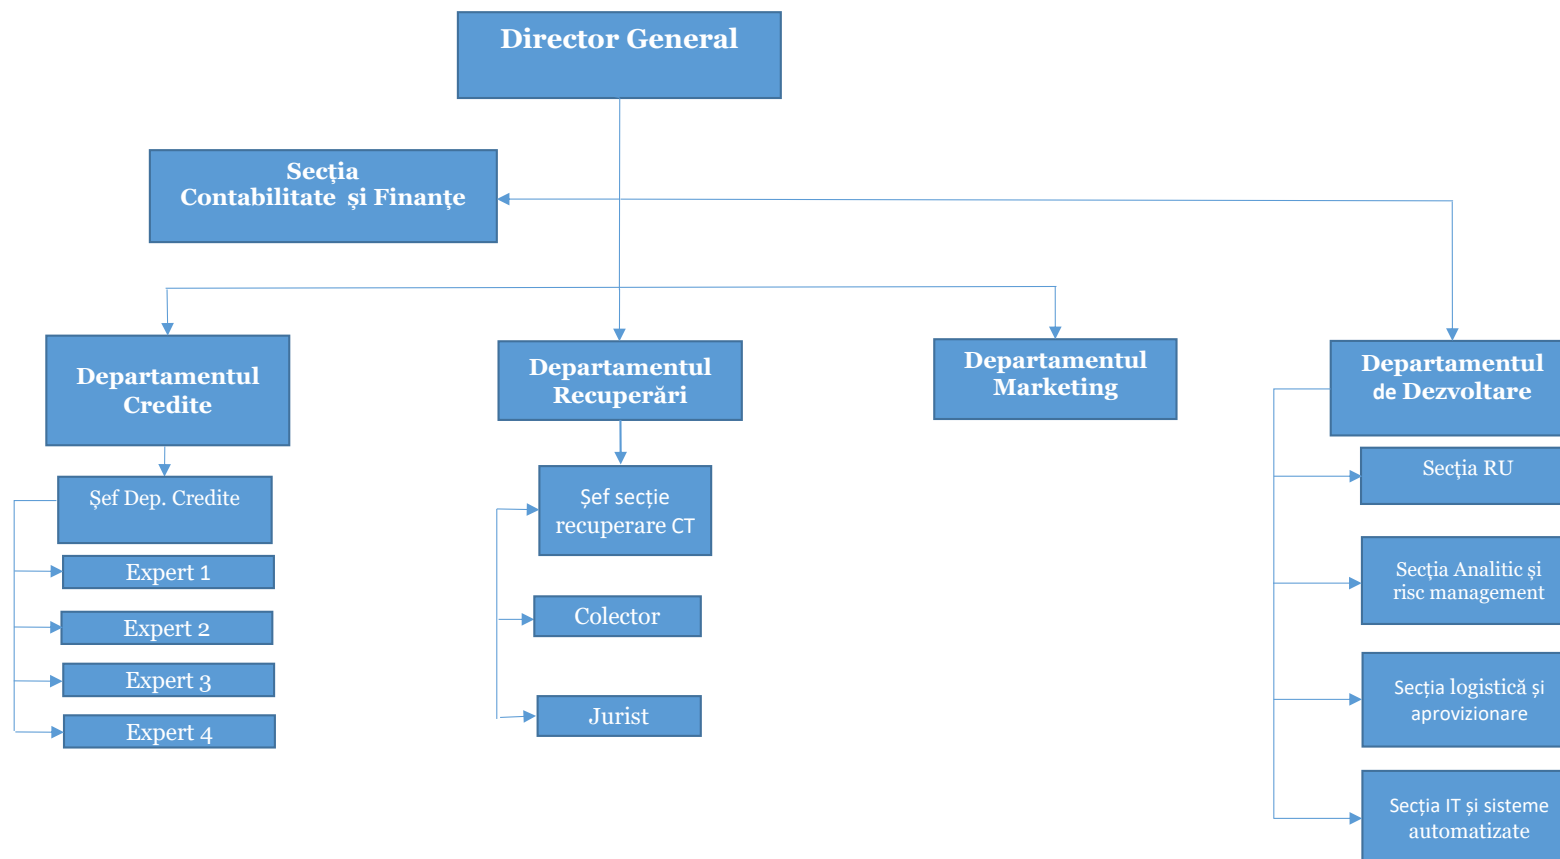 Director General
Secția
Contabilitate și Finanțe
Departamentul
Credite
Departamentul
Recuperări
Departamentul
Marketing
Departamentul
de Dezvoltare
Șef Dep. Credite
Expert 1
Expert 2
Expert 3
Expert 4
Șef secție
recuperare CT
Colector
Jurist
Secția RU
Secția Analitic și
risc management
Secția logistică și
aprovizionare
Secția IT și sisteme
automatizate